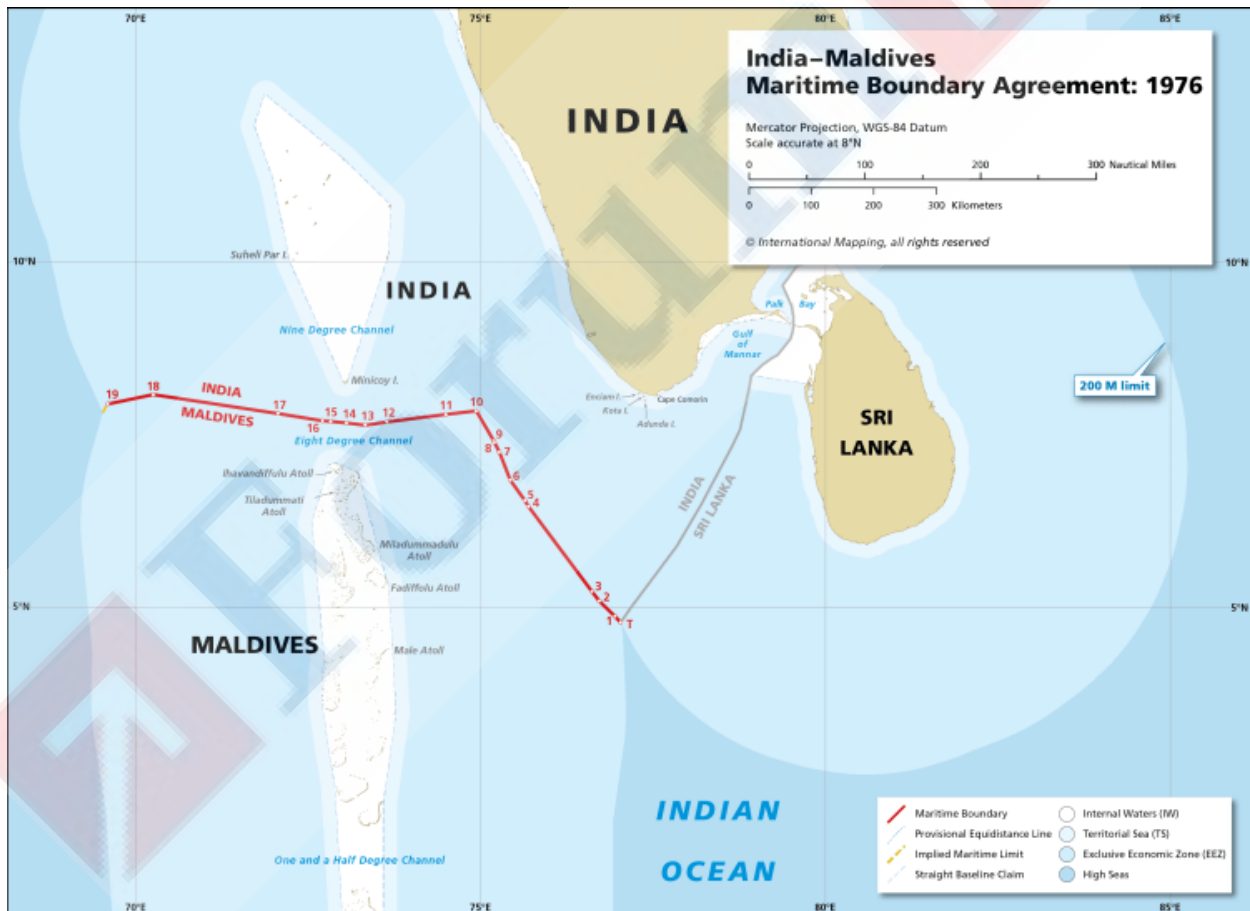 70°E
75°E
80°E
85°E
India–Maldives
Maritime Boundary Agreement: 1976
Mercator Projection, WGS-84 Datum
Scale accurate at 8°N
0 100 200 300 Nautical Miles
0 100 200 300 Kilometers
© International Mapping, all rights reserved
INDIA
10°N
10°N
Suheli Par I.
INDIA
Nine Degree Channel
Palk Bay
Gulf
of
Mannar
Minicoy I.
200 M limit
19
18
INDIA
MALDIVES
17
16
15
14
13
12
11
10
Eight Degree Channel
Cape Comorin
Kota I.
Adunda I.
SRI
LANKA
9
8
7
6
5
4
Ihavandiffulu Atoll
Tiladummati
Atoll
INDIA
SRI LANKA
Miladummadulu
Atoll
Fadiffolu Atoll
3
2
1
T
5°N
5°N
MALDIVES
Male Atoll
INDIAN
OCEAN
One and a Half Degree Channel
Maritime Boundary
Provisional Equidistance Line
Implied Maritime Limit
Straight Baseline Claim
Internal Waters (IW)
Territorial Sea (TS)
Exclusive Economic Zone (EEZ)
High Seas
70°E
75°E
80°E
85°E